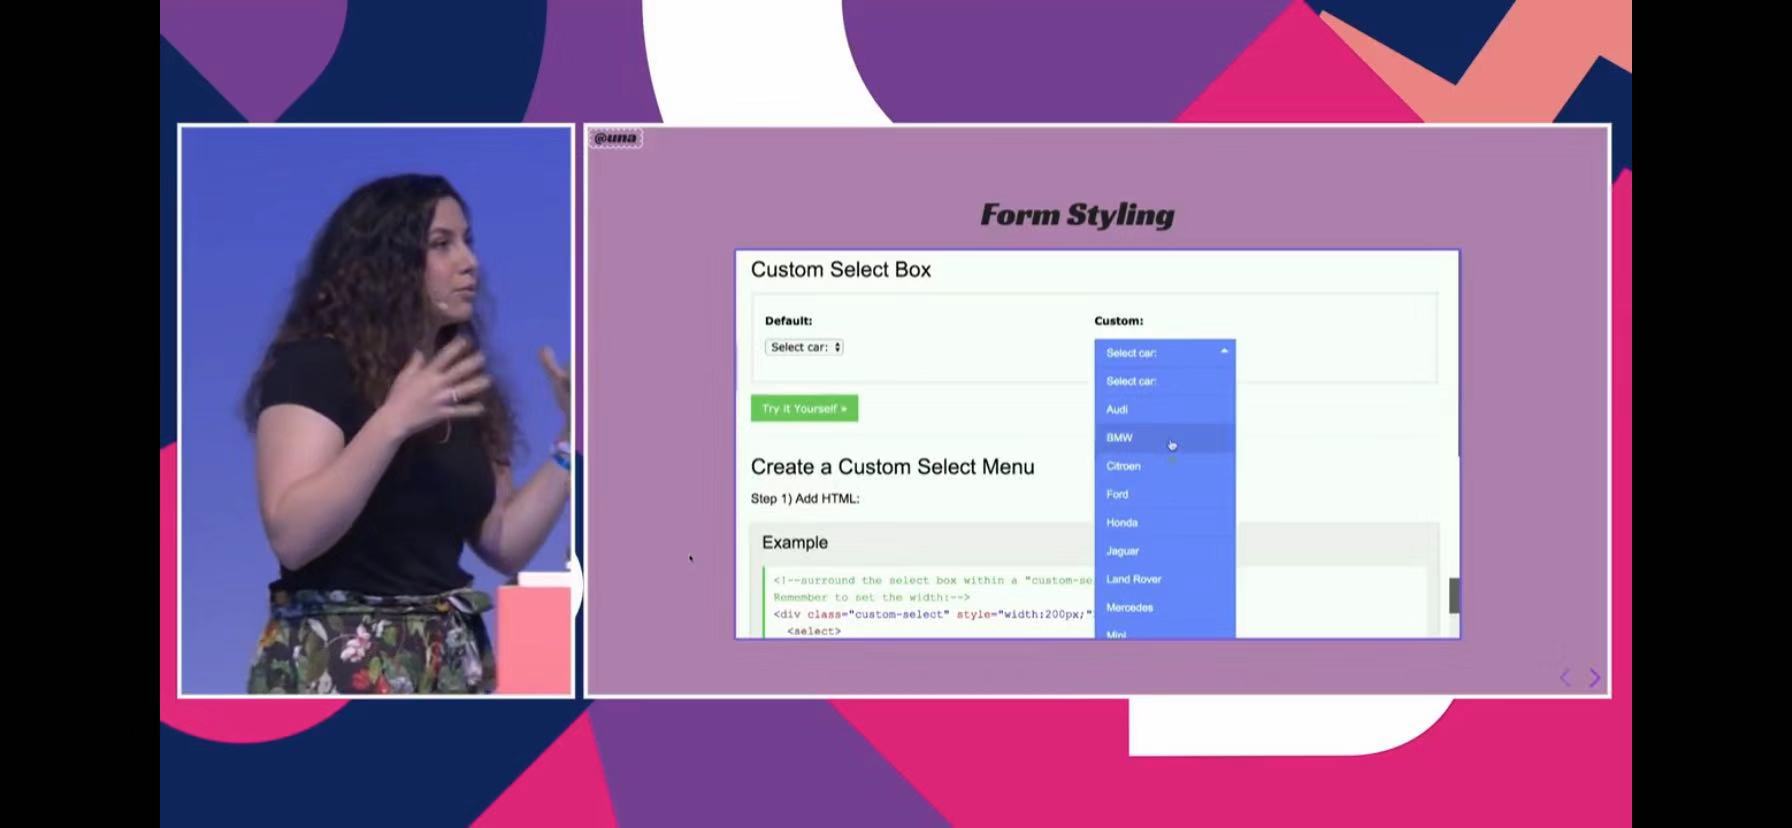 @una
Form Styling
Custom Select Box
Default:
Select car:
Custom:
Select car:
Select car:
Audi
BMW
Citroen
Ford
Honda
Jaguar
Land Rover
Mercedes
Mini
Try it Yourself »
Create a Custom Select Menu
Step 1) Add HTML:
Example
<!--surround the select box within a "custom-se
Remember to set the width:-->
<div class="custom-select" style="width:200px;"
<select>